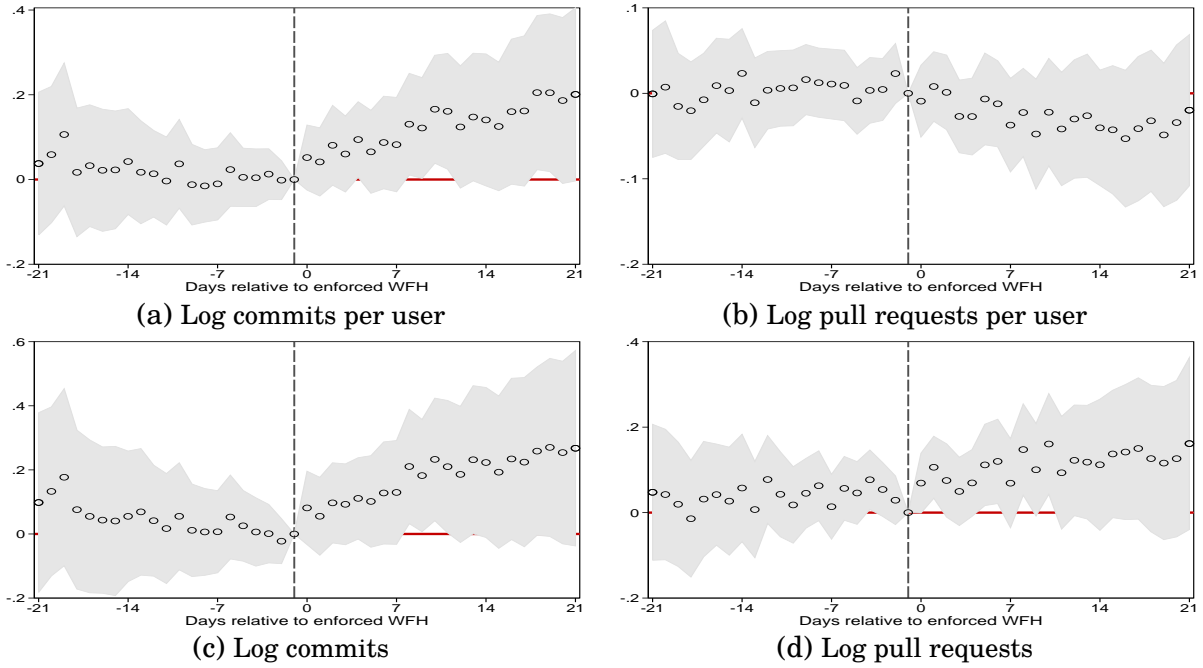 .4
.2
0
-.2
-21 -14 -7 0 7 14 21
Days relative to enforced WFH
(a) Log commits per user
.1
0
-.1
-.2
-21 -14 -7 0 7 14 21
Days relative to enforced WFH
(b) Log pull requests per user
.6
.4
.2
0
-.2
-21 -14 -7 0 7 14 21
Days relative to enforced WFH
(c) Log commits
.4
.2
0
-.2
-21 -14 -7 0 7 14 21
Days relative to enforced WFH
(d) Log pull requests